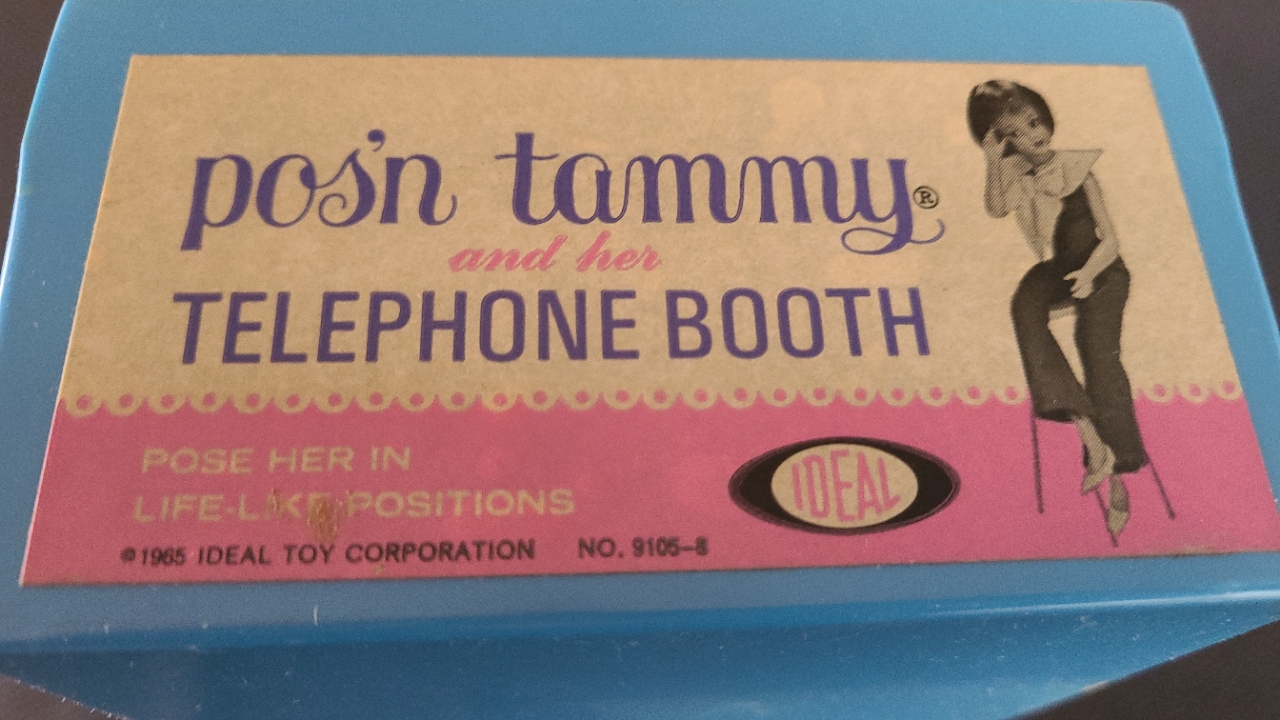 pos'n tammy®
and her
TELEPHONE BOOTH
POSE HER IN
LIFE-LIKE POSITIONS
IDEAL
©1965 IDEAL TOY CORPORATION NO. 9105-8